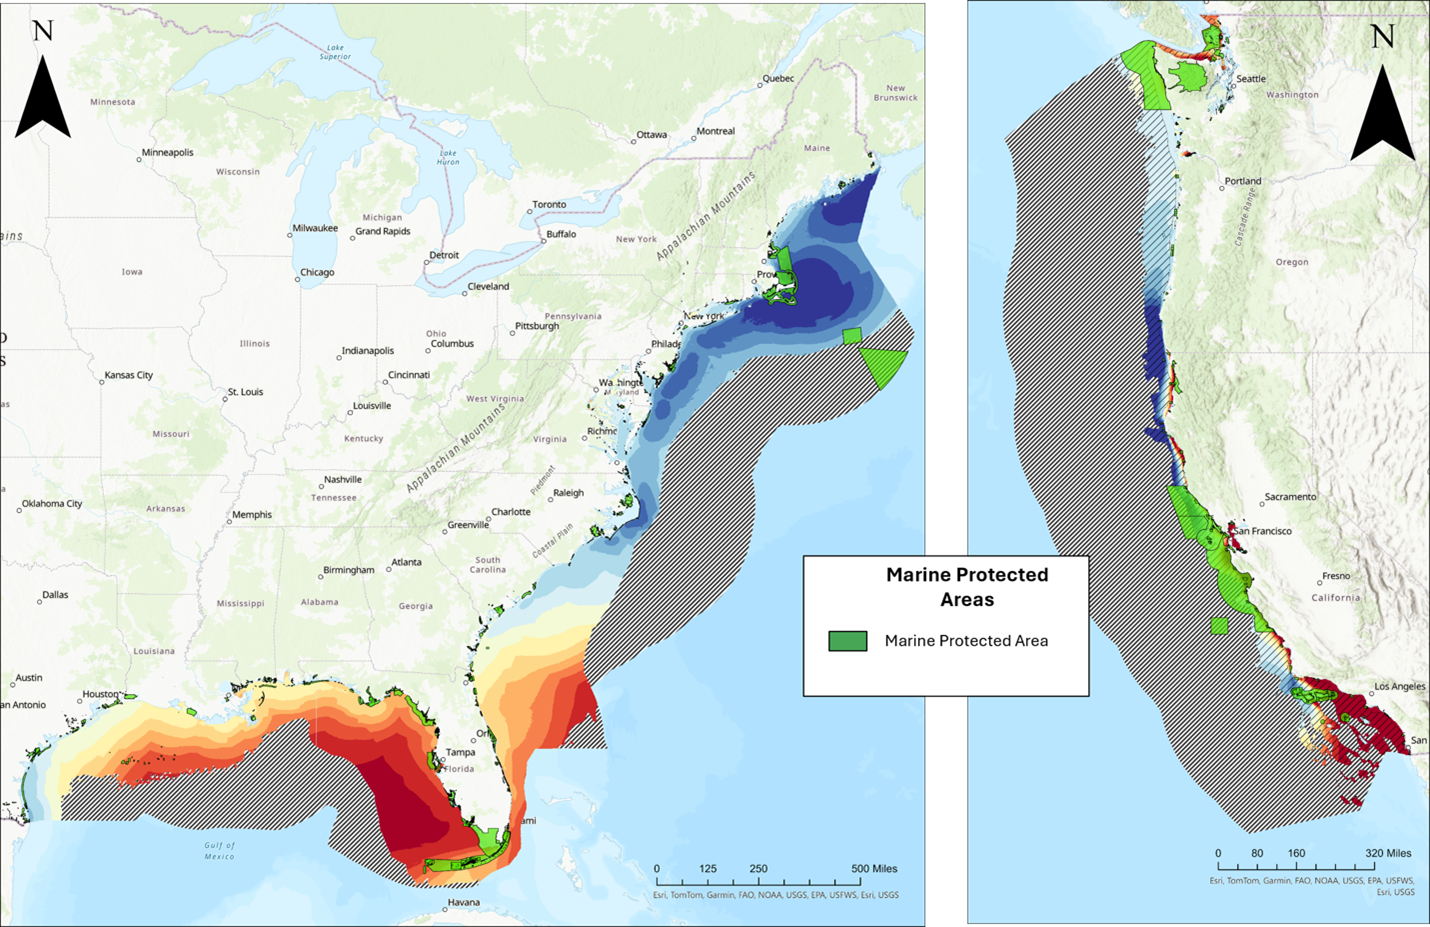 N
Lake
Superior
Quebec
New
Brunswick
Minnesota
Ottawa
Montreal
Maine
Minneapolis
Lake
Huron
Wisconsin
Appalachian Mountains
Toronto
Michigan
Milwaukee
Grand Rapids
Buffalo
New York
ains
Detroit
Iowa
Chicago
Cleveland
Prov
Pennsylvania
New York
Ohio
Pittsburgh
Illinois
Columbus
Indianapolis
Philad
Kansas City
Cincinnati
Washingto
Maryland
St. Louis
West Virginia
as
Louisville
Missouri
Kentucky
Virginia
Richmo
Appalachian Mountains
Nashville
Tennessee
Piedmont
Raleigh
Oklahoma City
Arkansas
Memphis
Charlotte
Greenville
Coastal Plain
Atlanta
South
Carolina
Birmingham
Dallas
Mississippi
Alabama
Georgia
Louisiana
Austin
Houston
an Antonio
Orl
Tampa
Florida
ami
Gulf of
Mexico
Havana
0 125 250 500 Miles
Esri, TomTom, Garmin, FAO, NOAA, USGS, EPA, USFWS, Esri, USGS
Marine Protected
Areas
Marine Protected Area
N
Seattle
Washington
Portland
Cascade Range
Oregon
Sacramento
San Francisco
Fresno
California
Los Angeles
San
0 80 160 320 Miles
Esri, TomTom, Garmin, FAO, NOAA, USGS, EPA, USFWS,
Esri, USGS